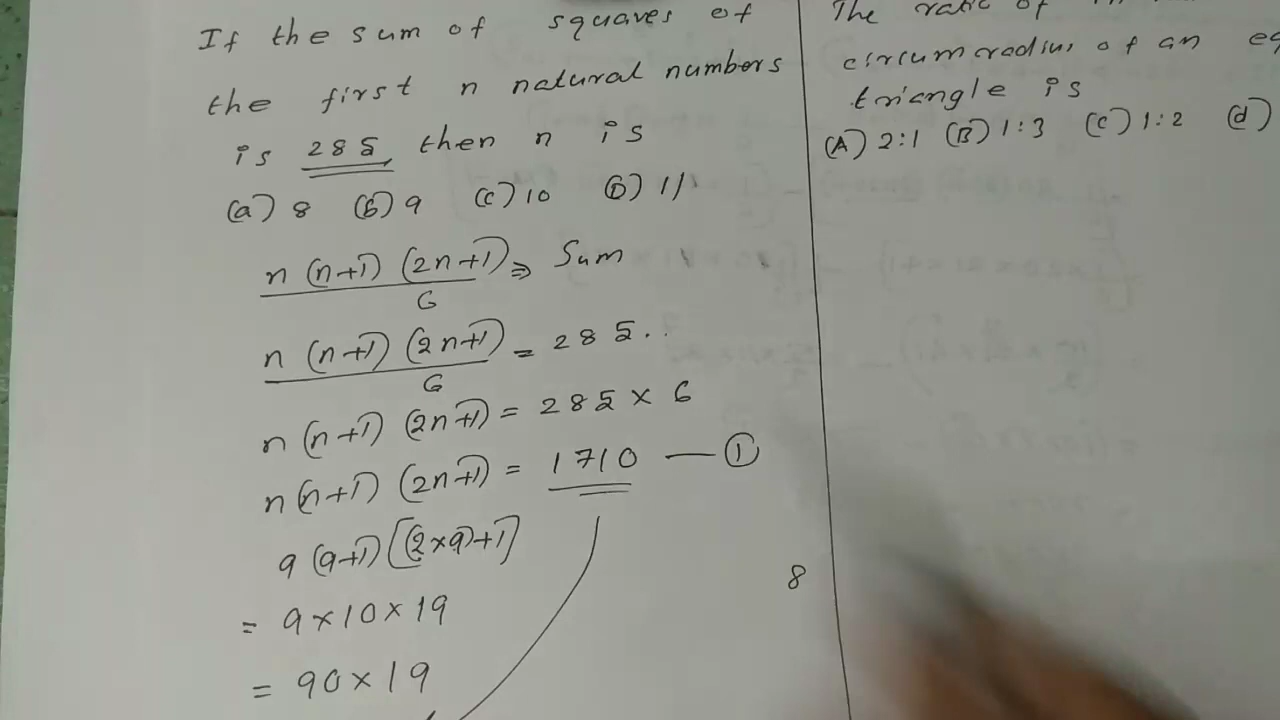 If the sum of squares of
the first n natural numbers
is 285 then n is
(a) 8 (b) 9 (c) 10 (D) 11
n (n+1) (2n+1) ⇒ Sum
6
n (n+1) (2n+1) = 285..
6
n (n+1) (2n+1) = 285 × 6
n (n+1) (2n+1) = 1710 — ①
9 (9+1) [(2×9)+1]
= 9×10×19
= 90×19
8
The ratio of
circumradius of an
triangle is
(A) 2:1 (B) 1:3 (C) 1:2 (d)